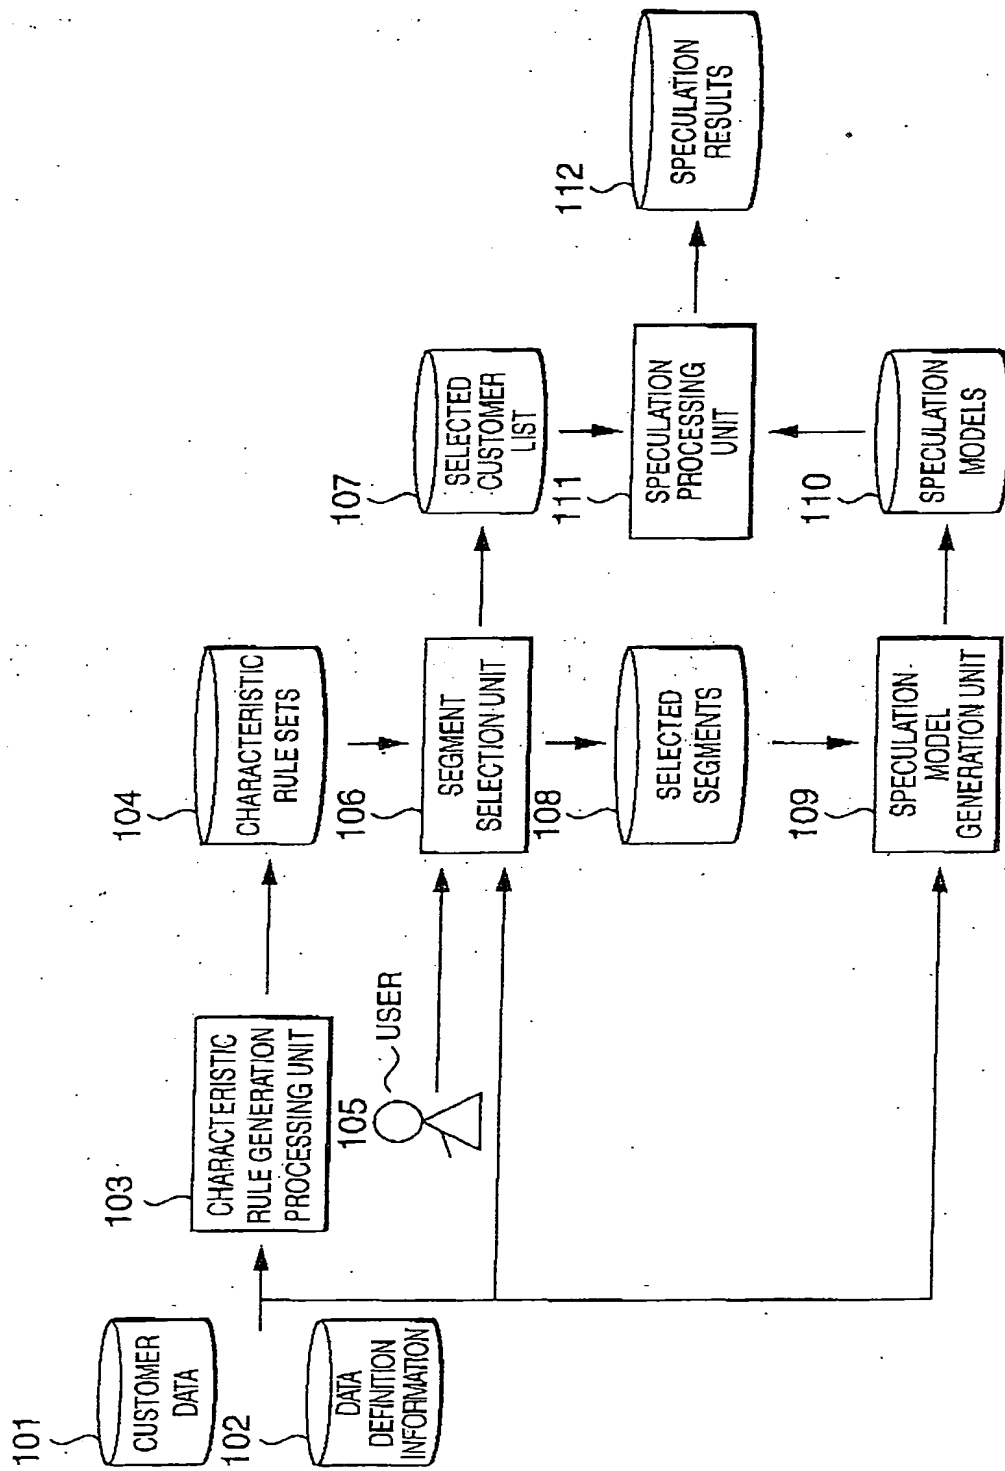 101
CUSTOMER
DATA
102
DATA
DEFINITION
INFORMATION
103
CHARACTERISTIC
RULE GENERATION
PROCESSING UNIT
104
CHARACTERISTIC
RULE SETS
105
USER
106
SEGMENT
SELECTION UNIT
107
SELECTED
CUSTOMER
LIST
108
SELECTED
SEGMENTS
109
SPECULATION
MODEL
GENERATION UNIT
110
SPECULATION
MODELS
111
SPECULATION
PROCESSING
UNIT
112
SPECULATION
RESULTS